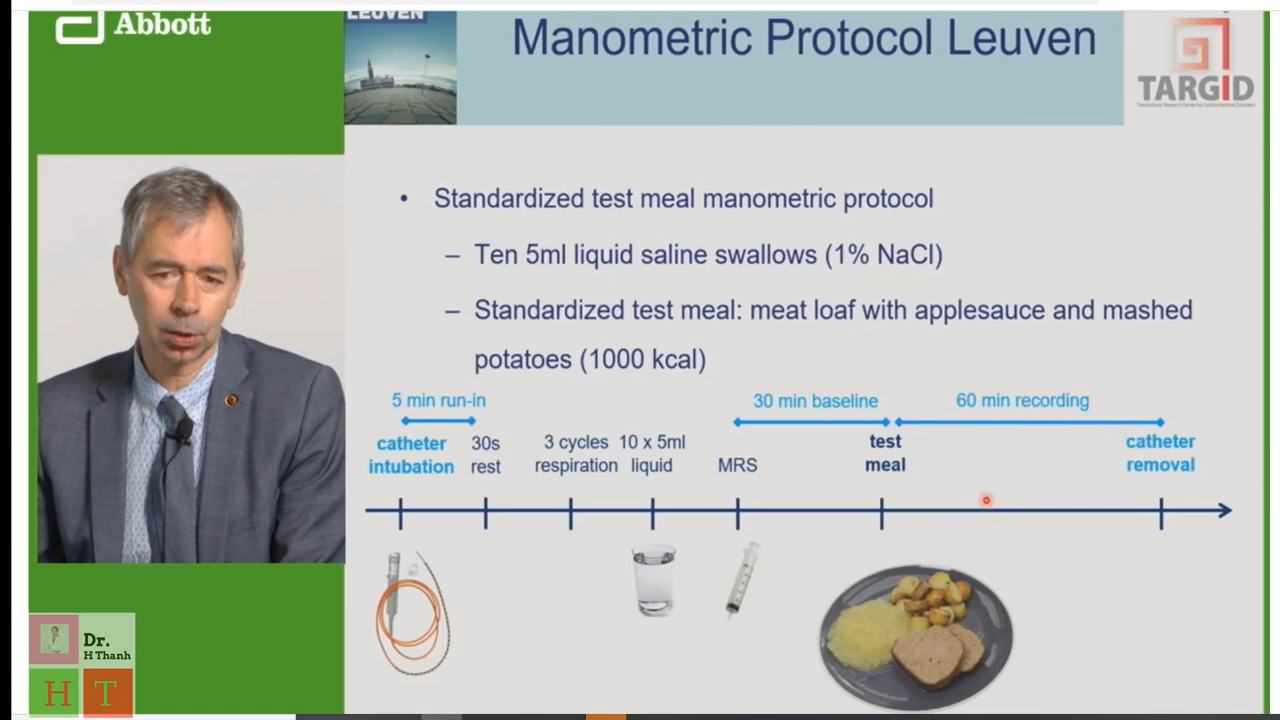 Abbott
LEUVEN
Manometric Protocol Leuven
TARGID
• Standardized test meal manometric protocol
– Ten 5ml liquid saline swallows (1% NaCl)
– Standardized test meal: meat loaf with applesauce and mashed
potatoes (1000 kcal)
5 min run-in
30 min baseline
60 min recording
catheter
intubation
30s
rest
3 cycles
respiration
10 x 5ml
liquid
MRS
test
meal
catheter
removal
Dr.
H Thanh
H T